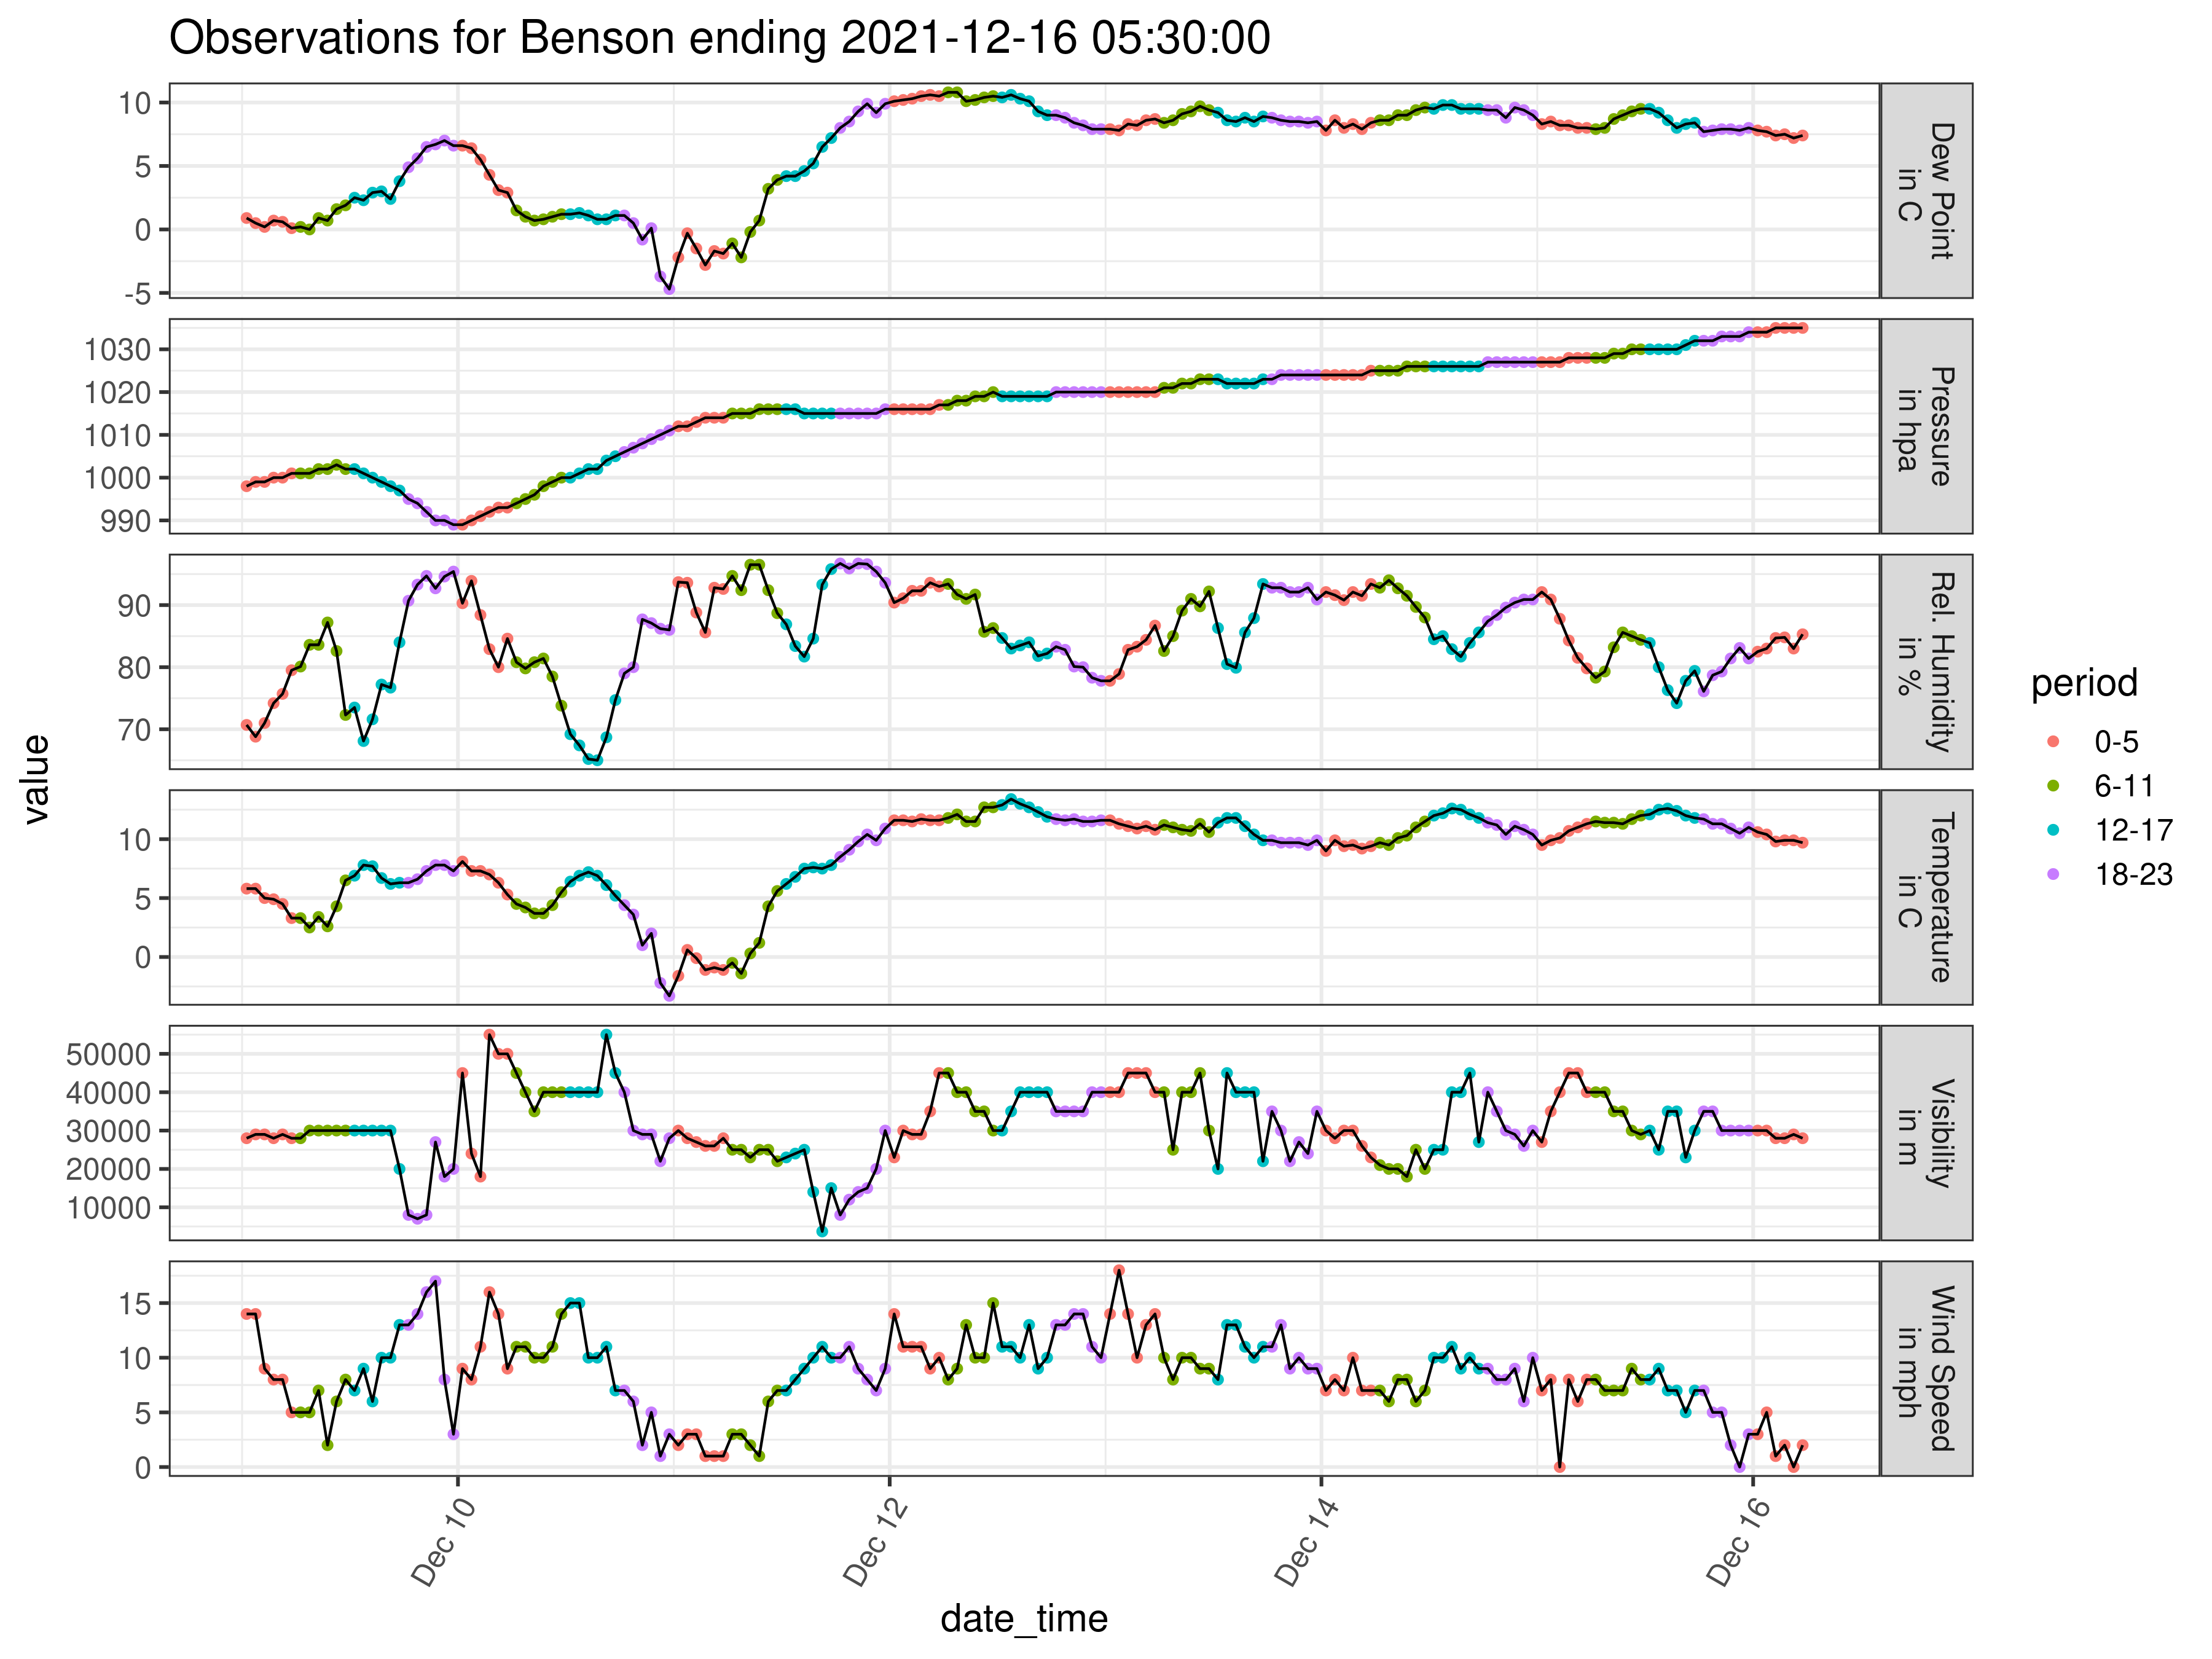 Observations for Benson ending 2021-12-16 05:30:00
10
5
0
-5
Dew Point
in C
1030
1020
1010
1000
990
Pressure
in hpa
90
80
70
Rel. Humidity
in %
10
5
0
Temperature
in C
50000
40000
30000
20000
10000
Visibility
in m
15
10
5
0
Wind Speed
in mph
value
Dec 10
Dec 12
Dec 14
Dec 16
date_time
period
0-5
6-11
12-17
18-23